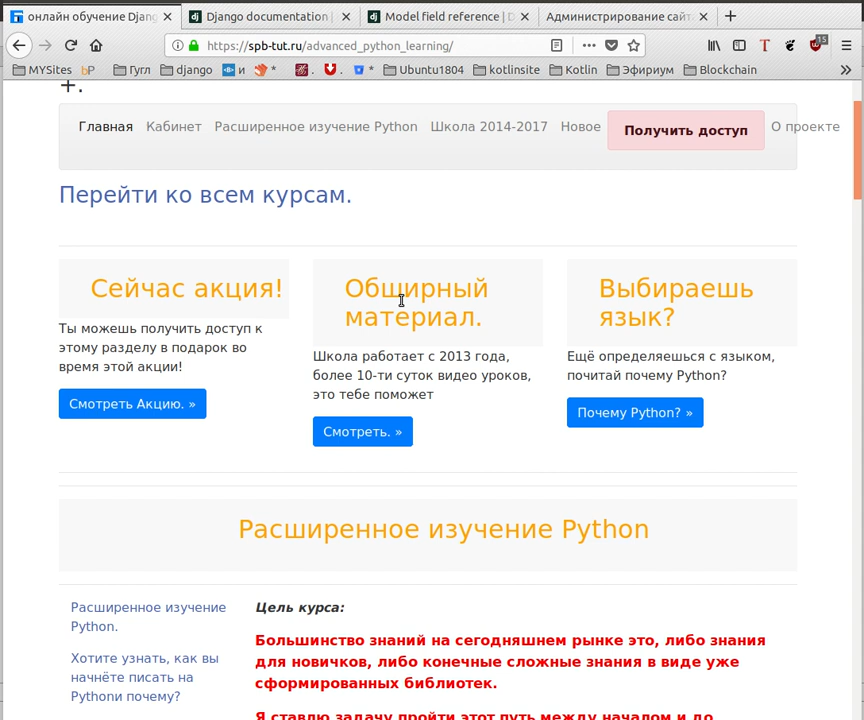 онлайн обучение Djang
Django documentation
Model field reference | D
Администрирование сайт
https://spb-tut.ru/advanced_python_learning/
15
MYSites
bP
Гугл
django
и
*
.
.
*
Ubuntu1804
kotlinsite
Kotlin
Эфириум
Blockchain
+.
Главная
Кабинет
Расширенное изучение Python
Школа 2014-2017
Новое
Получить доступ
О проекте
Перейти ко всем курсам.
Сейчас акция!
Ты можешь получить доступ к
этому разделу в подарок во
время этой акции!
Смотреть Акцию. »
Обширный
материал.
Школа работает с 2013 года,
более 10-ти суток видео уроков,
это тебе поможет
Смотреть. »
Выбираешь
язык?
Ещё определяешься с языком,
почитай почему Python?
Почему Python? »
Расширенное изучение Python
Расширенное изучение
Python.
Хотите узнать, как вы
начнёте писать на
Pythonи почему?
Цель курса:
Большинство знаний на сегодняшнем рынке это, либо знания
для новичков, либо конечные сложные знания в виде уже
сформированных библиотек.
Я ставлю задачу пройти этот путь между началом и до